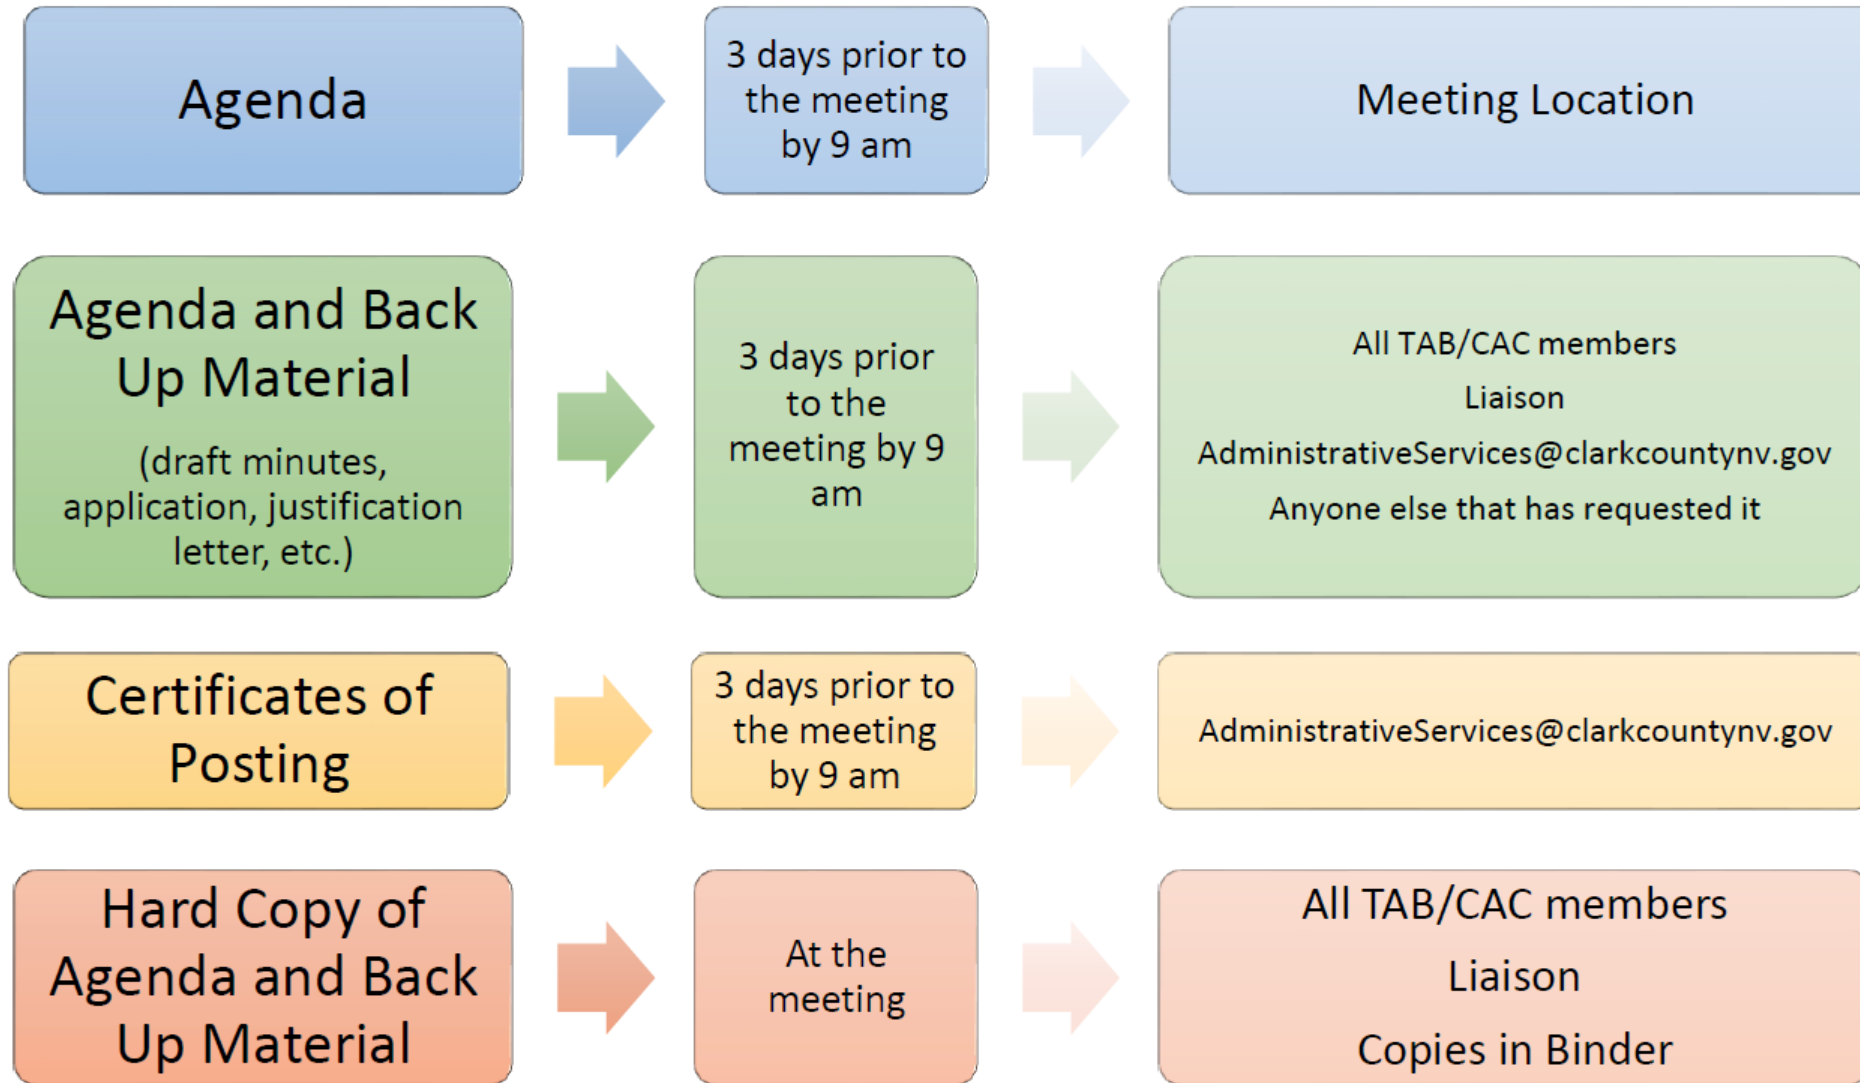 Agenda
3 days prior to
the meeting
by 9 am
Meeting Location
Agenda and Back
Up Material
(draft minutes,
application, justification
letter, etc.)
3 days prior
to the
meeting by 9
am
All TAB/CAC members
Liaison
AdministrativeServices@clarkcountynv.gov
Anyone else that has requested it
Certificates of
Posting
3 days prior to
the meeting
by 9 am
AdministrativeServices@clarkcountynv.gov
Hard Copy of
Agenda and Back
Up Material
At the
meeting
All TAB/CAC members
Liaison
Copies in Binder